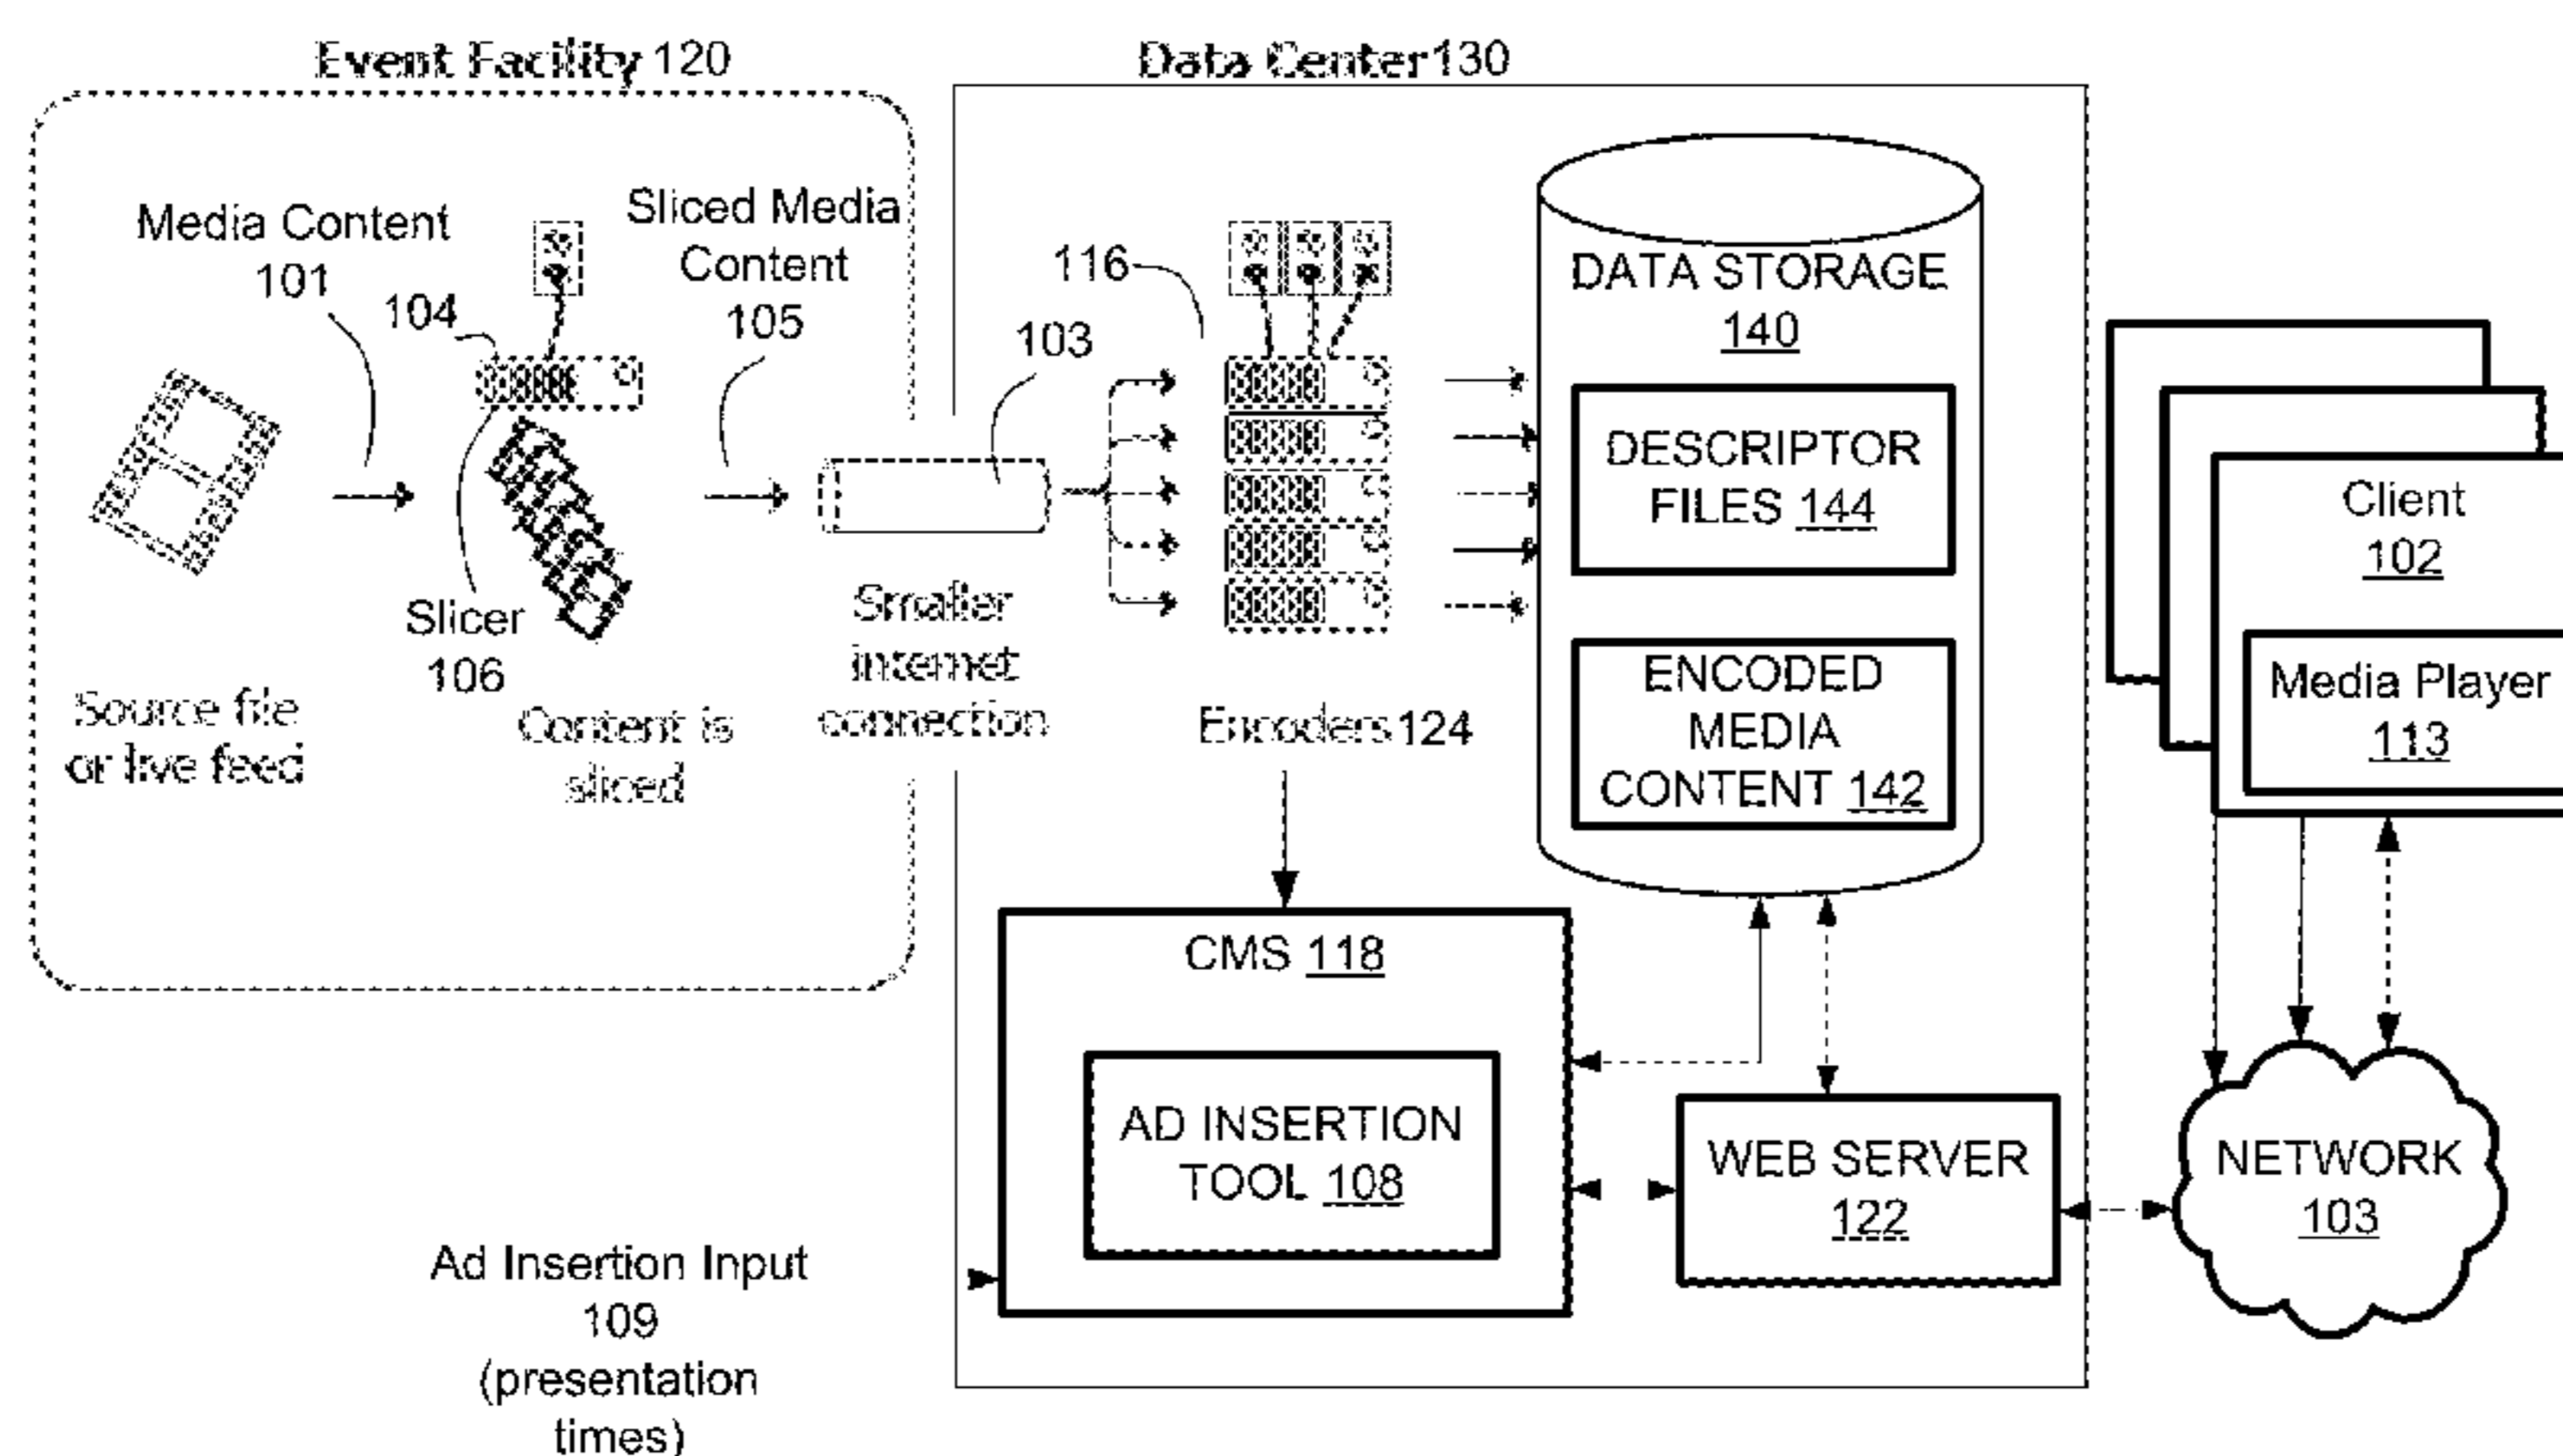 Event Facility 120
Media Content
101
104
Sliced Media
Content
105
Slicer
106
Source file
or live feed
Content is
sliced
103
Smaller
internet
connection
Data Center 130
116
Encoders 124
DATA STORAGE
140
DESCRIPTOR
FILES 144
ENCODED
MEDIA
CONTENT 142
CMS 118
AD INSERTION
TOOL 108
WEB SERVER
122
Client
102
Media Player
113
NETWORK
103
Ad Insertion Input
109
(presentation
times)